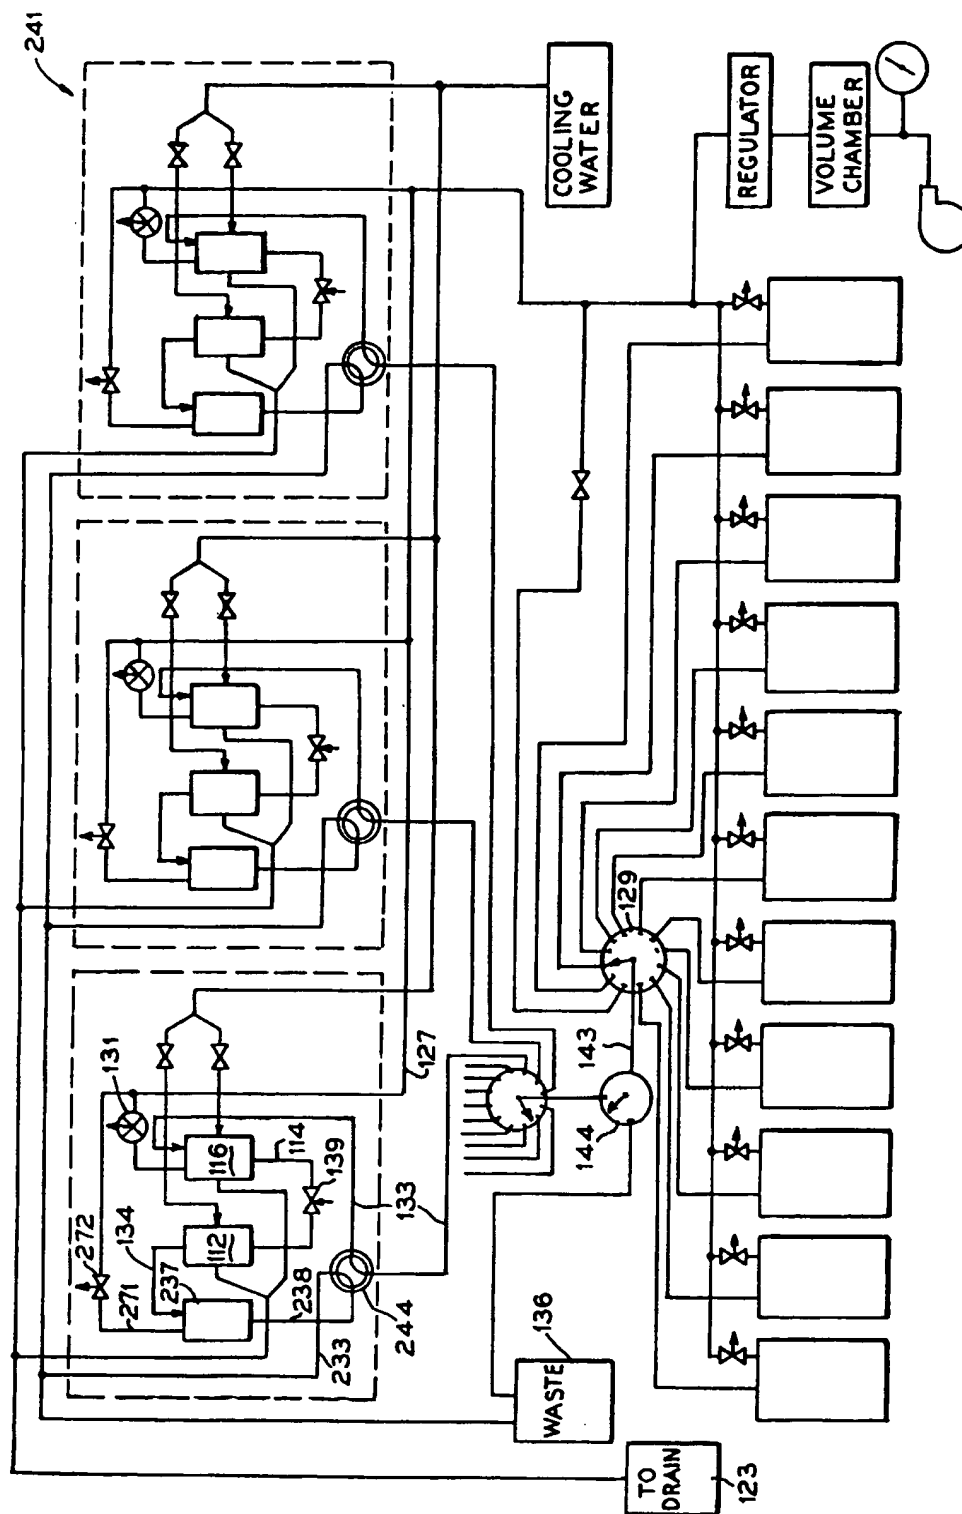 241
COOLING
WATER
REGULATOR
VOLUME
CHAMBER
131
127
116
114
139
133
112
134
272
237
271
238
233
244
129
143
144
WASTE
136
TO
DRAIN
123